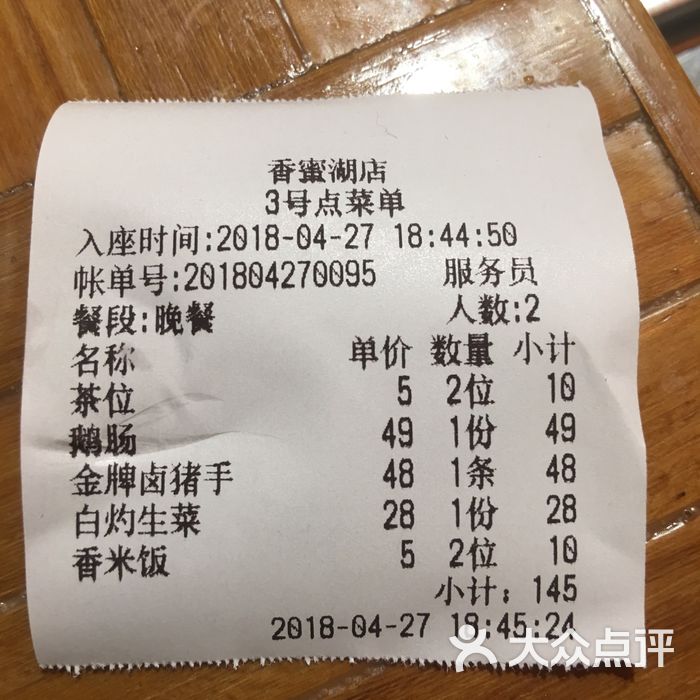 香蜜湖店
3号点菜单
入座时间:2018-04-27 18:44:50
帐单号:201804270095 服务员
餐段:晚餐 人数:2
名称 单价 数量 小计
茶位 5 2位 10
鹅肠 49 1份 49
金牌卤猪手 48 1条 48
白灼生菜 28 1份 28
香米饭 5 2位 10
小计: 145
2018-04-27 18:45:24
大众点评